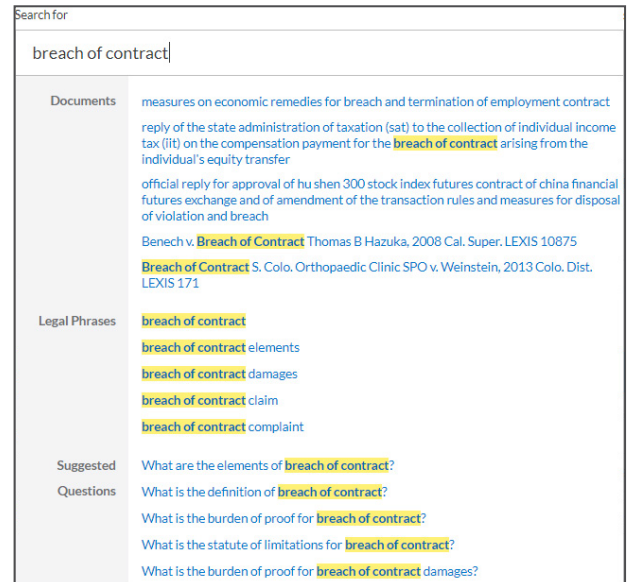 Search for
breach of contract
Documents
measures on economic remedies for breach and termination of employment contract
reply of the state administration of taxation (sat) to the collection of individual income
tax (iit) on the compensation payment for the breach of contract arising from the
individual's equity transfer
official reply for approval of hu shen 300 stock index futures contract of china financial
futures exchange and of amendment of the transaction rules and measures for disposal
of violation and breach
Benech v. Breach of Contract Thomas B Hazuka, 2008 Cal. Super. LEXIS 10875
Breach of Contract S. Colo. Orthopaedic Clinic SPO v. Weinstein, 2013 Colo. Dist.
LEXIS 171
Legal Phrases
breach of contract
breach of contract elements
breach of contract damages
breach of contract claim
breach of contract complaint
Suggested
Questions
What are the elements of breach of contract?
What is the definition of breach of contract?
What is the burden of proof for breach of contract?
What is the statute of limitations for breach of contract?
What is the burden of proof for breach of contract damages?